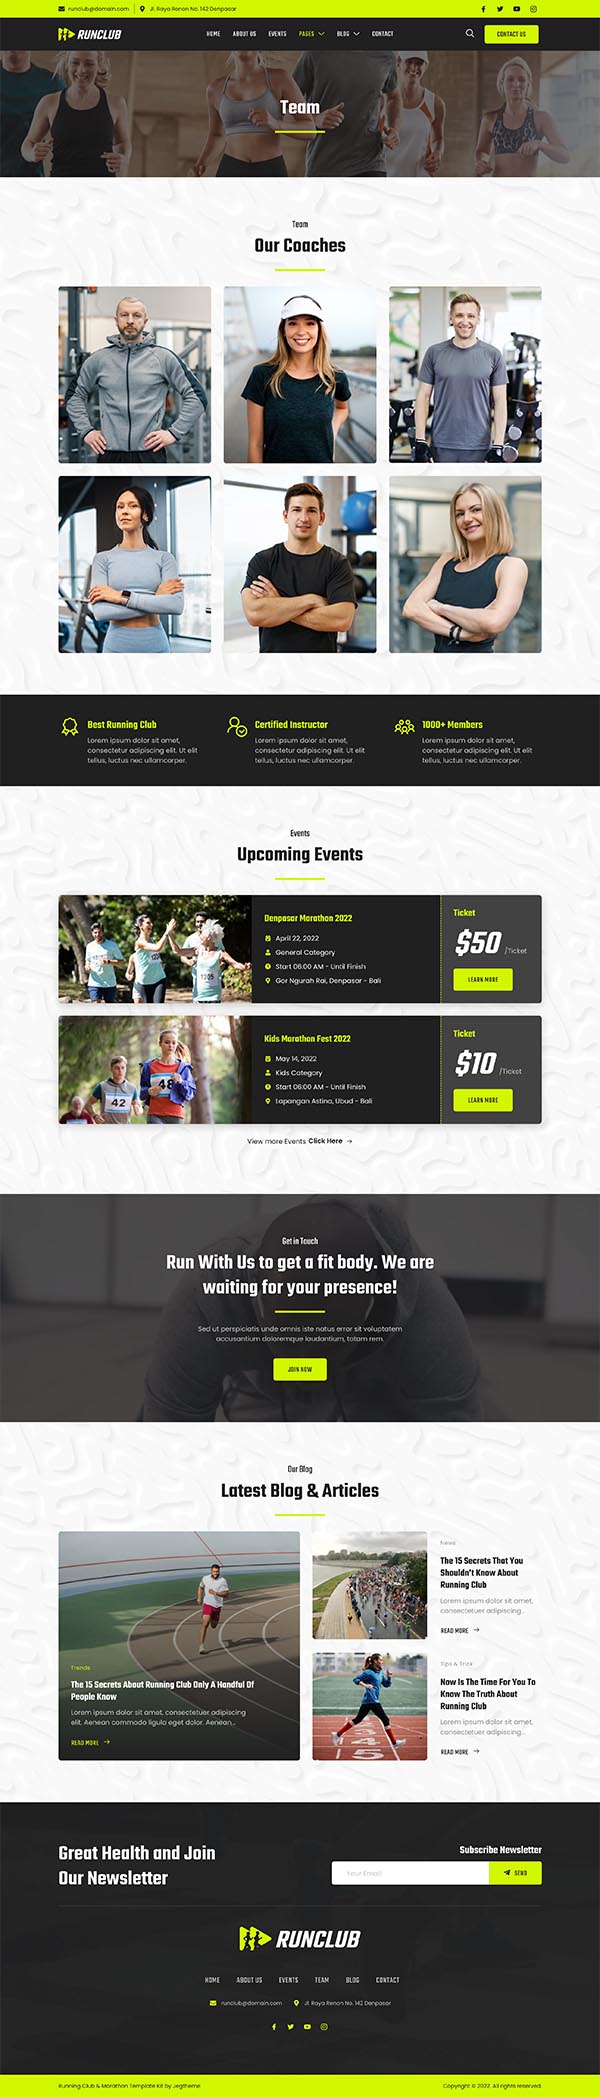 runclub@domain.com
Jl. Raya Renon No. 142 Denpasar
RUNCLUB
HOME ABOUT US EVENTS PAGES BLOG CONTACT
CONTACT US
Team
Team
Our Coaches
Best Running Club
Lorem ipsum dolor sit amet,
consectetur adipiscing elit. Ut elit
tellus, luctus nec ullamcorper.
Certified Instructor
Lorem ipsum dolor sit amet,
consectetur adipiscing elit. Ut elit
tellus, luctus nec ullamcorper.
1000+ Members
Lorem ipsum dolor sit amet,
consectetur adipiscing elit. Ut elit
tellus, luctus nec ullamcorper.
Events
Upcoming Events
1205
Denpasar Marathon 2022
April 22, 2022
General Category
Start 06:00 AM - Until Finish
Gor Ngurah Rai, Denpasar - Bali
Ticket
$50 /Ticket
LEARN MORE
42
48
Kids Marathon Fest 2022
May 14, 2022
Kids Category
Start 06:00 AM - Until Finish
Lapangan Astina, Ubud - Bali
Ticket
$10 /Ticket
LEARN MORE
View more Events Click Here →
Get in Touch
Run With Us to get a fit body. We are
waiting for your presence!
Sed ut perspiciatis unde omnis iste natus error sit voluptatem
accusantium doloremque laudantium, totam rem.
JOIN NOW
Our Blog
Latest Blog & Articles
Trends
The 15 Secrets About Running Club Only A Handful Of
People Know
Lorem ipsum dolor sit amet, consectetuer adipiscing
elit. Aenean commodo ligula eget dolor. Aenean...
READ MORE →
News
The 15 Secrets That You
Shouldn't Know About
Running Club
Lorem ipsum dolor sit amet,
consectetuer adipiscing...
READ MORE →
Tips & Trick
Now Is The Time For You To
Know The Truth About
Running Club
Lorem ipsum dolor sit amet,
consectetuer adipiscing...
READ MORE →
Great Health and Join
Our Newsletter
Subscribe Newsletter
Your Email
SEND
RUNCLUB
HOME ABOUT US EVENTS TEAM BLOG CONTACT
runclub@domain.com
Jl. Raya Renon No. 142 Denpasar
Running Club & Marathon Template Kit by Jegtheme
Copyright © 2022. All rights reserved.